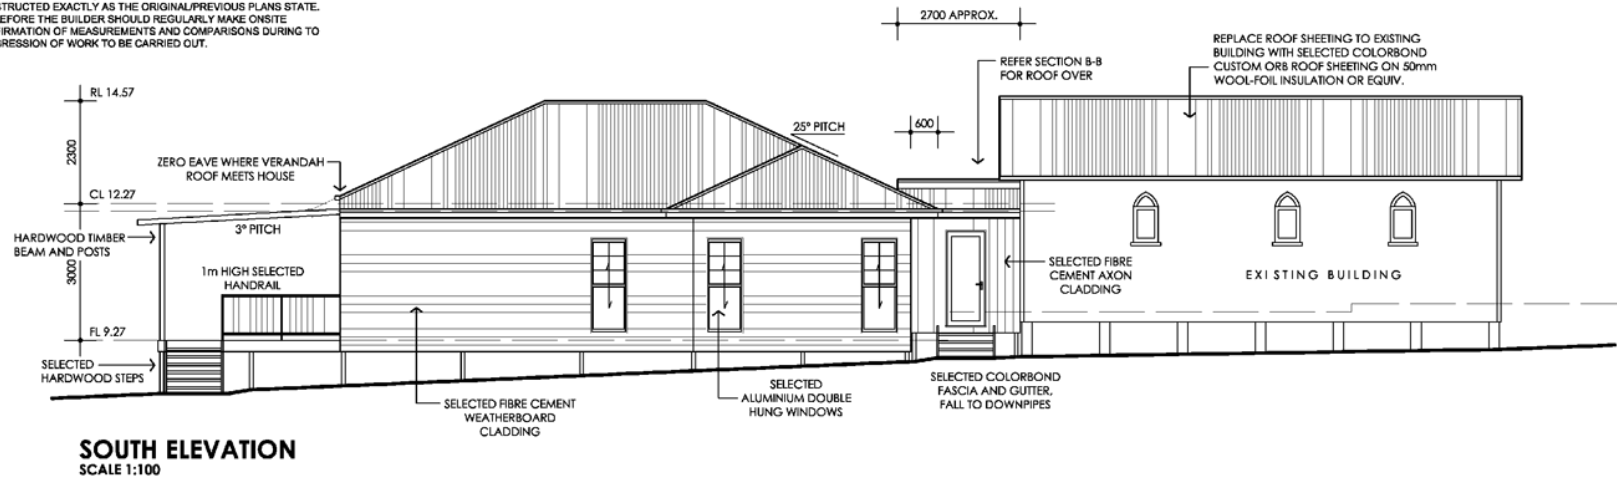 STRUCTED EXACTLY AS THE ORIGINAL/PREVIOUS PLANS STATE.
EFORE THE BUILDER SHOULD REGULARLY MAKE ONSITE
IRMATION OF MEASUREMENTS AND COMPARISONS DURING TO
RESSION OF WORK TO BE CARRIED OUT.
2700 APPROX.
REFER SECTION B-B
FOR ROOF OVER
REPLACE ROOF SHEETING TO EXISTING
BUILDING WITH SELECTED COLORBOND
CUSTOM ORB ROOF SHEETING ON 50mm
WOOL-FOIL INSULATION OR EQUIV.
RL 14.57
2300
25° PITCH
600
ZERO EAVE WHERE VERANDAH
ROOF MEETS HOUSE
CL 12.27
3° PITCH
HARDWOOD TIMBER
BEAM AND POSTS
3000
1m HIGH SELECTED
HANDRAIL
SELECTED FIBRE
CEMENT AXON
CLADDING
EXISTING BUILDING
FL 9.27
SELECTED
HARDWOOD STEPS
SELECTED FIBRE CEMENT
WEATHERBOARD
CLADDING
SELECTED
ALUMINIUM DOUBLE
HUNG WINDOWS
SELECTED COLORBOND
FASCIA AND GUTTER,
FALL TO DOWNPIPES
SOUTH ELEVATION
SCALE 1:100